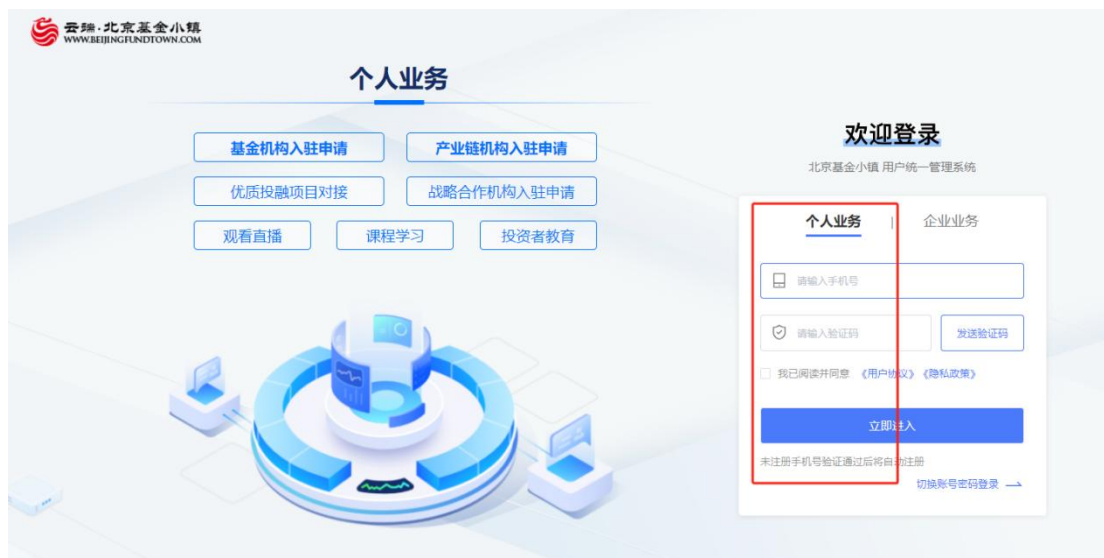 云瑞·北京基金小镇
WWW.BEIJINGFUNDTOWN.COM
个人业务
基金机构入驻申请 产业链机构入驻申请
优质投融项目对接 战略合作机构入驻申请
观看直播 课程学习 投资者教育
欢迎登录
北京基金小镇 用户统一管理系统
个人业务 | 企业业务
请输入手机号
请输入验证码 发送验证码
我已阅读并同意 《用户协议》《隐私政策》
立即进入
未注册手机号验证通过后将自动注册
切换账号密码登录